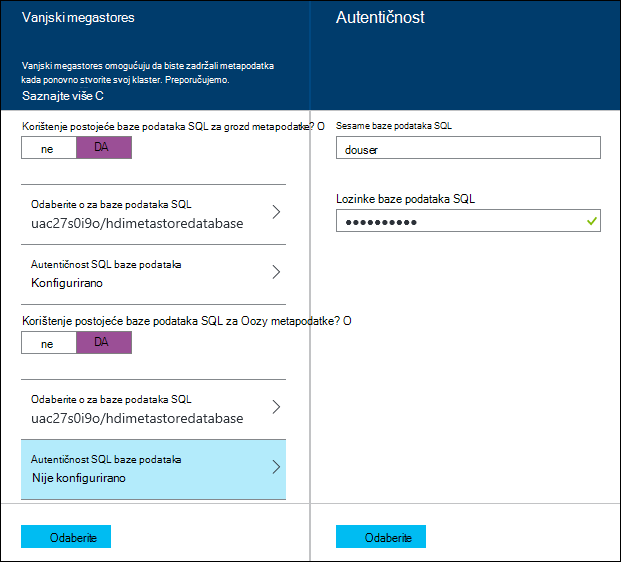 Vanjski megastores
Vanjski megastores omogućuju da biste zadržali metapodatka
kada ponovno stvorite svoj klaster. Preporučujemo.
Saznajte više C
Korištenje postojeće baze podataka SQL za grozd metapodatke? O
ne
DA
Odaberite o za baze podataka SQL
uac27s0i9o/hdimetastoredatabase
Autentičnost SQL baze podataka
Konfigurirano
Korištenje postojeće baze podataka SQL za Oozy metapodatke? O
ne
DA
Odaberite o za baze podataka SQL
uac27s0i9o/hdimetastoredatabase
Autentičnost SQL baze podataka
Nije konfigurirano
Odaberite
Autentičnost
Sesame baze podataka SQL
douser
Lozinke baze podataka SQL
●●●●●●●●●●
Odaberite